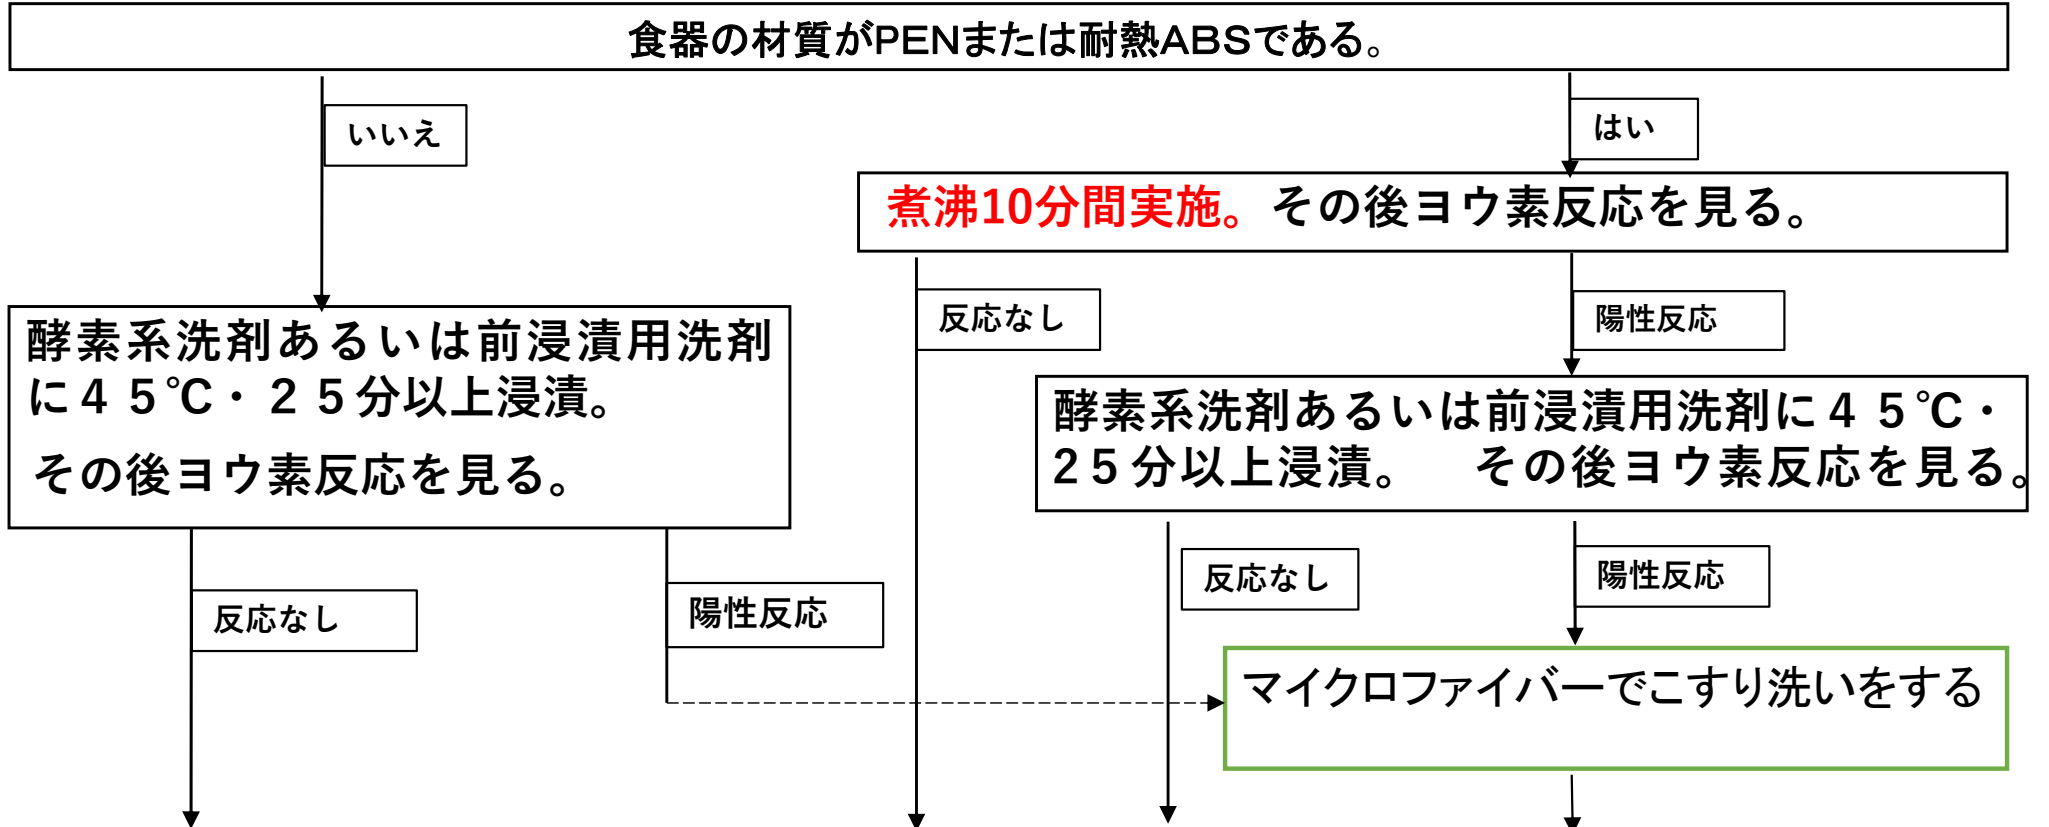 食器の材質がPENまたは耐熱ABSである。
いいえ
はい
煮沸10分間実施。その後ヨウ素反応を見る。
反応なし
陽性反応
酵素系洗剤あるいは前浸漬用洗剤
に４５℃・２５分以上浸漬。
その後ヨウ素反応を見る。
酵素系洗剤あるいは前浸漬用洗剤に４５℃・
２５分以上浸漬。　その後ヨウ素反応を見る。
反応なし
陽性反応
反応なし
陽性反応
マイクロファイバーでこすり洗いをする